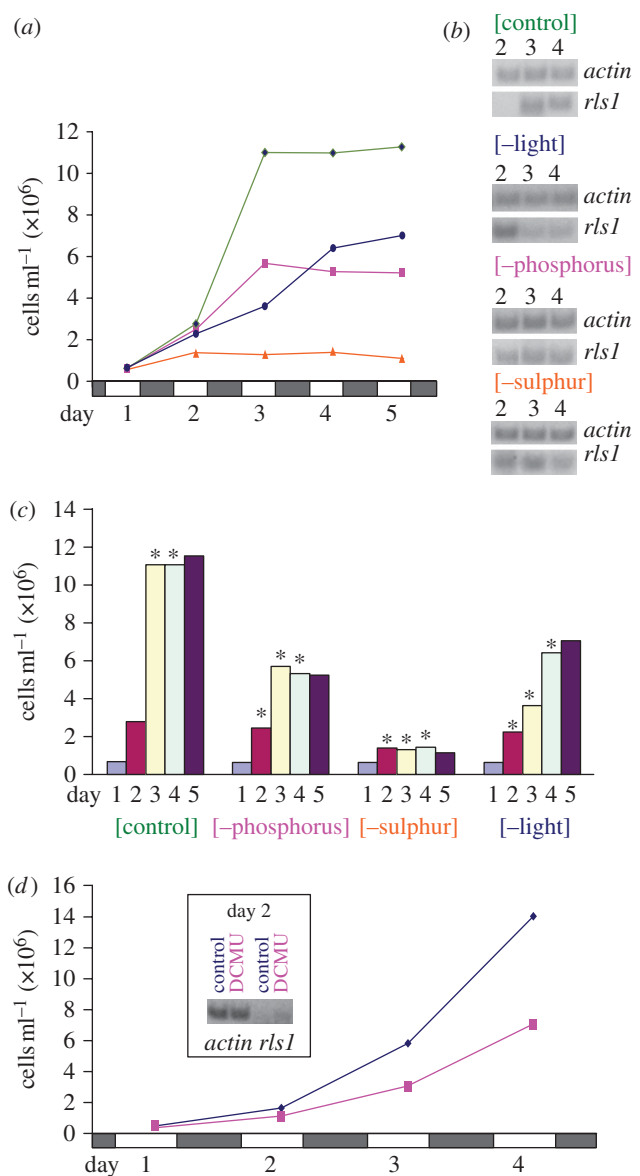 (a)
cells ml⁻¹ (×10⁶)
12
10
8
6
4
2
0
day 1 2 3 4 5
(b)
[control]
2 3 4
actin
rls1
[–light]
2 3 4
actin
rls1
[–phosphorus]
2 3 4
actin
rls1
[–sulphur]
2 3 4
actin
rls1
(c)
cells ml⁻¹ (×10⁶)
14
12
10
8
6
4
2
0
* * * * * * * * * * *
day 1 2 3 4 5 1 2 3 4 5 1 2 3 4 5 1 2 3 4 5
[control] [–phosphorus] [–sulphur] [–light]
(d)
cells ml⁻¹ (×10⁶)
16
14
12
10
8
6
4
2
0
day 2
control
DCMU
control
DCMU
actin rls1
day 1 2 3 4